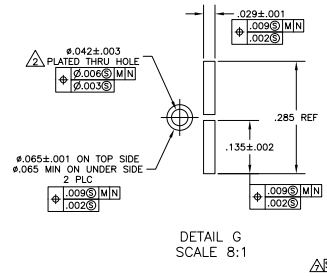 .029±.001
⌖ .009Ⓢ M N
.002Ⓢ
ø.042±.003
2 PLATED THRU HOLE
⌖ Ø.006Ⓢ M N
Ø.003Ⓢ
.285 REF
.135±.002
ø.065±.001 ON TOP SIDE
ø.065 MIN ON UNDER SIDE
2 PLC
⌖ .009Ⓢ M N
.002Ⓢ
⌖ .009Ⓢ M N
.002Ⓢ
DETAIL G
SCALE 8:1